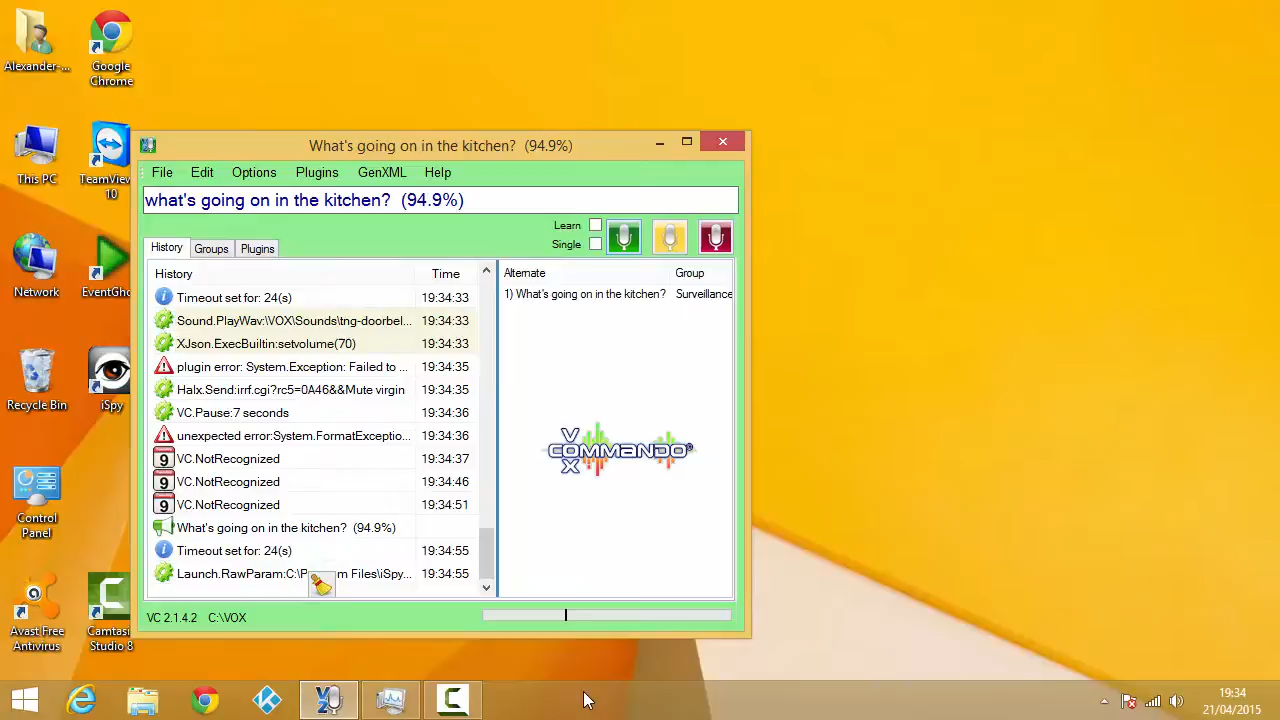 Alexander-...
Google
Chrome
This PC
TeamView
10
Network
EventGho
Recycle Bin
iSpy
Control
Panel
Avast Free
Antivirus
Camtasi
Studio 8
What's going on in the kitchen? (94.9%)
File Edit Options Plugins GenXML Help
what's going on in the kitchen? (94.9%)
Learn
Single
History Groups Plugins
History Time
Timeout set for: 24(s) 19:34:33
Sound.PlayWav:\VOX\Sounds\tng-doorbel... 19:34:33
XJson.ExecBuiltin:setvolume(70) 19:34:33
plugin error: System.Exception: Failed to ... 19:34:35
Halx.Send:irrf.cgi?rc5=0A46&&Mute virgin 19:34:35
VC.Pause:7 seconds 19:34:36
unexpected error:System.FormatExceptio... 19:34:36
9 VC.NotRecognized 19:34:37
9 VC.NotRecognized 19:34:46
9 VC.NotRecognized 19:34:51
What's going on in the kitchen? (94.9%)
Timeout set for: 24(s) 19:34:55
Launch.RawParam:C:\P m Files\iSpy... 19:34:55
Alternate Group
1) What's going on in the kitchen? Surveillance
VOX
COMMANDO®
VC 2.1.4.2 C:\VOX
19:34
21/04/2015